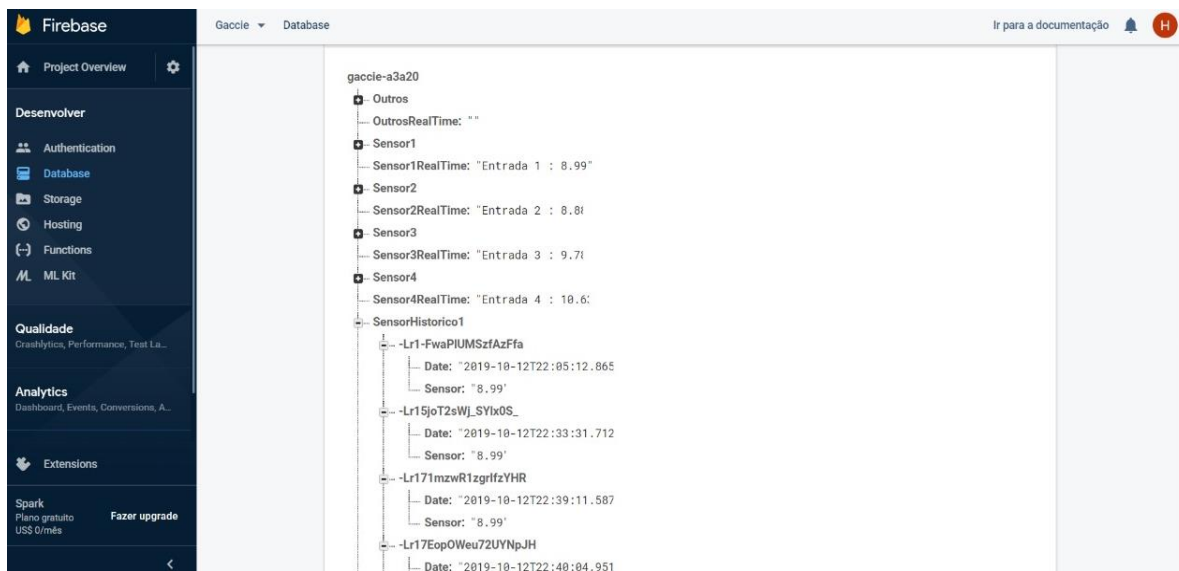 Firebase
Gaccie
Database
Ir para a documentação
H
Project Overview
Desenvolver
Authentication
Database
Storage
Hosting
Functions
ML Kit
Qualidade
Crashlytics, Performance, Test La...
Analytics
Dashboard, Events, Conversions, A...
Extensions
Spark
Plano gratuito
US$ 0/mês
Fazer upgrade
gaccie-a3a20
Outros
OutrosRealTime: ""
Sensor1
Sensor1RealTime: "Entrada 1 : 8.99"
Sensor2
Sensor2RealTime: "Entrada 2 : 8.8
Sensor3
Sensor3RealTime: "Entrada 3 : 9.7
Sensor4
Sensor4RealTime: "Entrada 4 : 10.6
SensorHistorico1
-Lr1-FwaPIUMSzfAzFfa
Date: "2019-10-12T22:05:12.865
Sensor: "8.99"
-Lr15joT2sWj_SYlx0S_
Date: "2019-10-12T22:33:31.712
Sensor: "8.99"
-Lr171mzwR1zgrlfzYHR
Date: "2019-10-12T22:39:11.587
Sensor: "8.99"
-Lr17EopOWeu72UYNpJH
Date: "2019-10-12T22:40:04.951